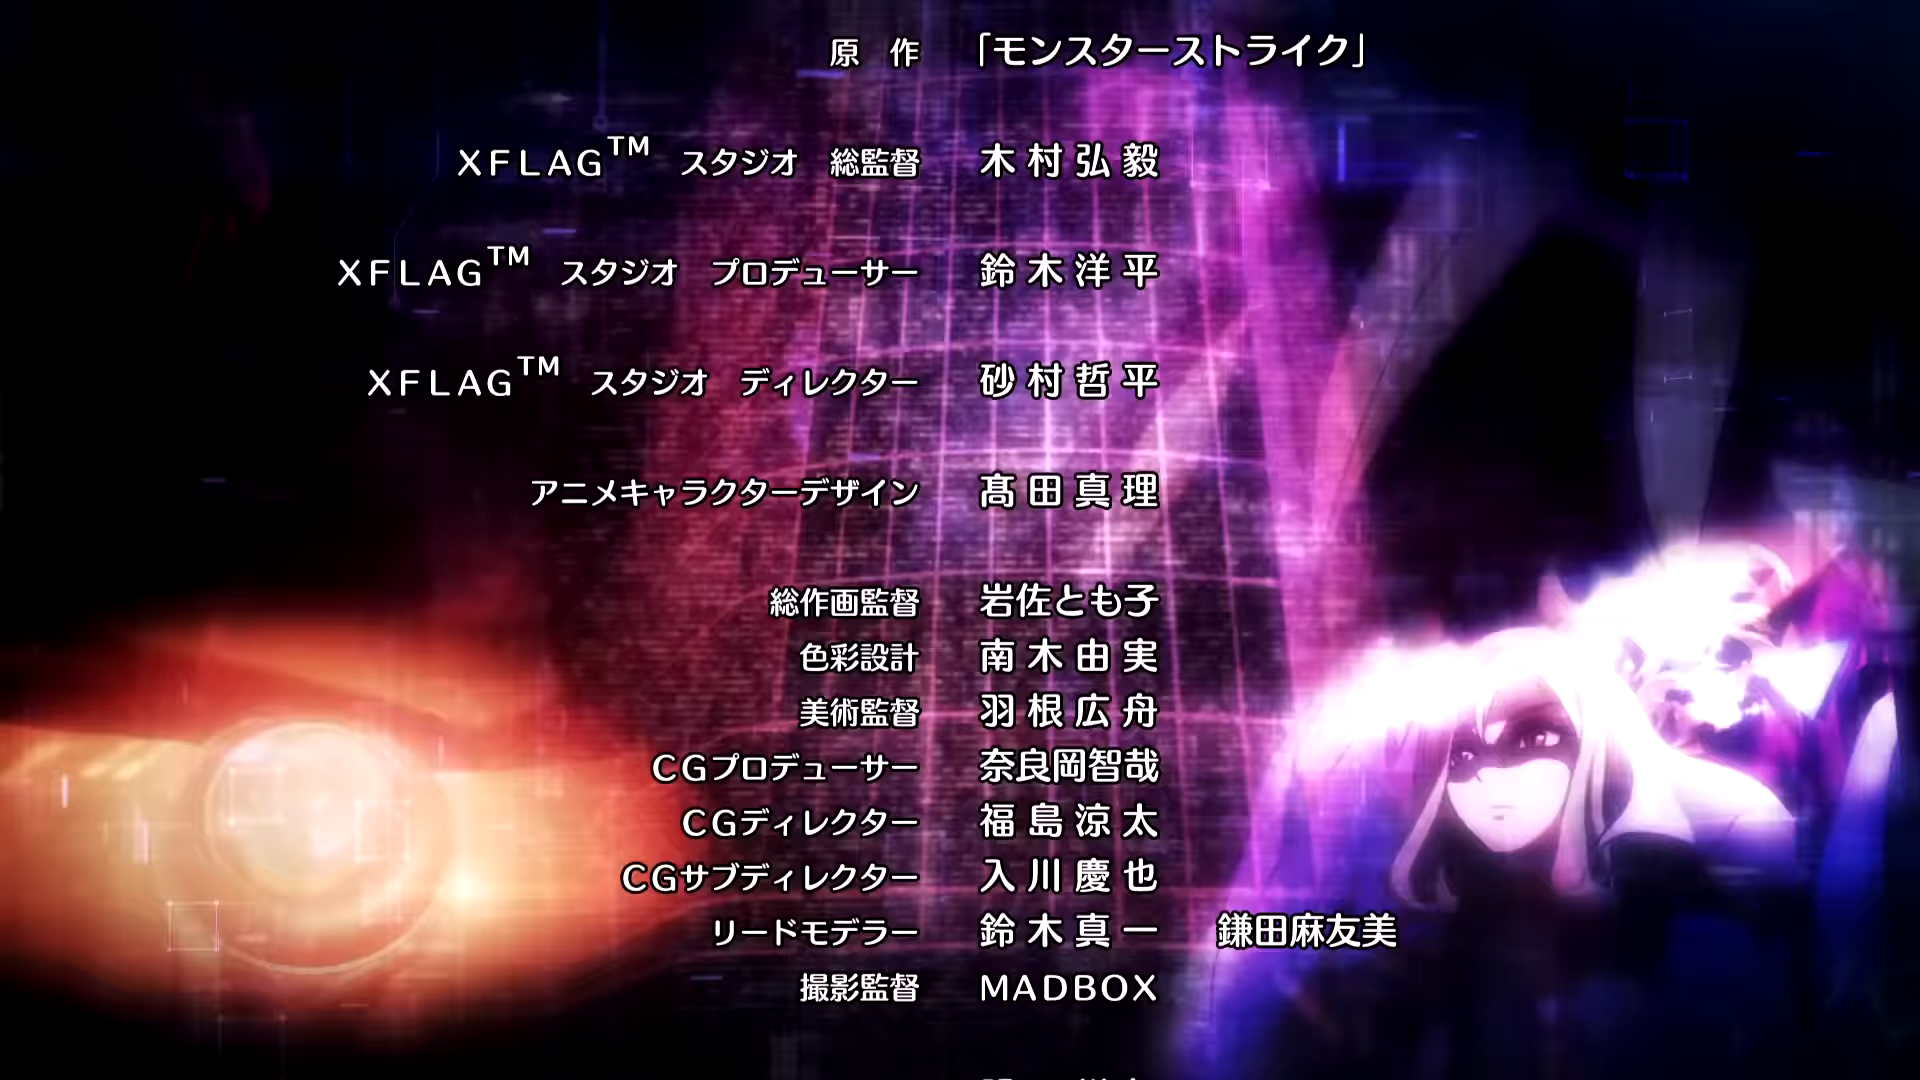 原　作　「モンスターストライク」
XFLAG™　スタジオ　総監督　木村弘毅
XFLAG™　スタジオ　プロデューサー　鈴木洋平
XFLAG™　スタジオ　ディレクター　砂村哲平
アニメキャラクターデザイン　髙田真理
総作画監督　岩佐とも子
色彩設計　南木由実
美術監督　羽根広舟
CGプロデューサー　奈良岡智哉
CGディレクター　福島涼太
CGサブディレクター　入川慶也
リードモデラー　鈴木真一　鎌田麻友美
撮影監督　MADBOX